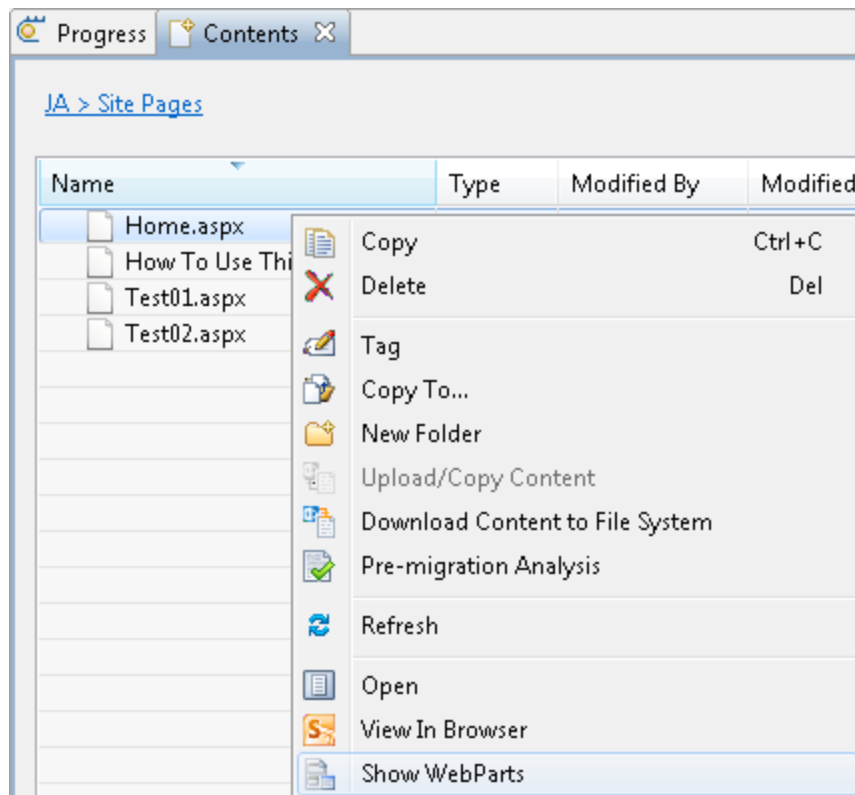 Progress Contents
JA > Site Pages
Name Type Modified By Modified
Home.aspx
How To Use Thi
Test01.aspx
Test02.aspx
Copy Ctrl+C
Delete Del
Tag
Copy To...
New Folder
Upload/Copy Content
Download Content to File System
Pre-migration Analysis
Refresh
Open
View In Browser
Show WebParts